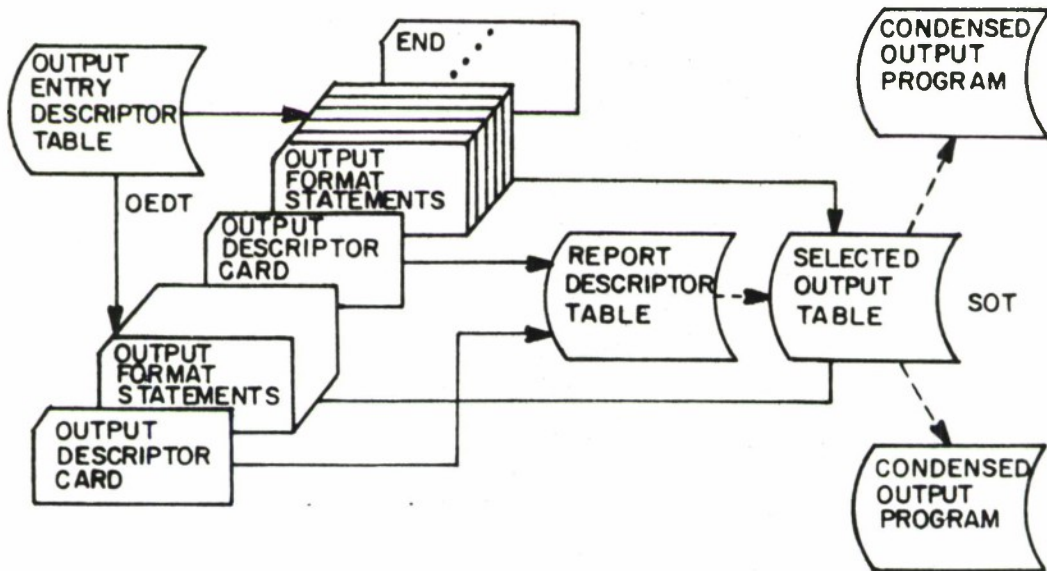 OUTPUT
ENTRY
DESCRIPTOR
TABLE
OEDT
END
OUTPUT
FORMAT
STATEMENTS
OUTPUT
DESCRIPTOR
CARD
OUTPUT
FORMAT
STATEMENTS
OUTPUT
DESCRIPTOR
CARD
REPORT
DESCRIPTOR
TABLE
SELECTED
OUTPUT
TABLE
SOT
CONDENSED
OUTPUT
PROGRAM
CONDENSED
OUTPUT
PROGRAM